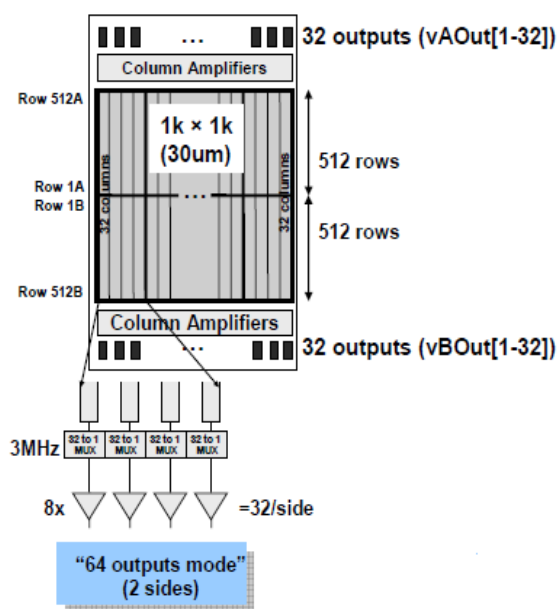 ... 32 outputs (vAOut[1-32])
Column Amplifiers
Row 512A
1k × 1k
(30um)
32 columns
32 columns
512 rows
Row 1A
...
Row 1B
512 rows
Row 512B
Column Amplifiers
... 32 outputs (vBOut[1-32])
3MHz
32 to 1 MUX
32 to 1 MUX
32 to 1 MUX
32 to 1 MUX
8x =32/side
“64 outputs mode”
(2 sides)